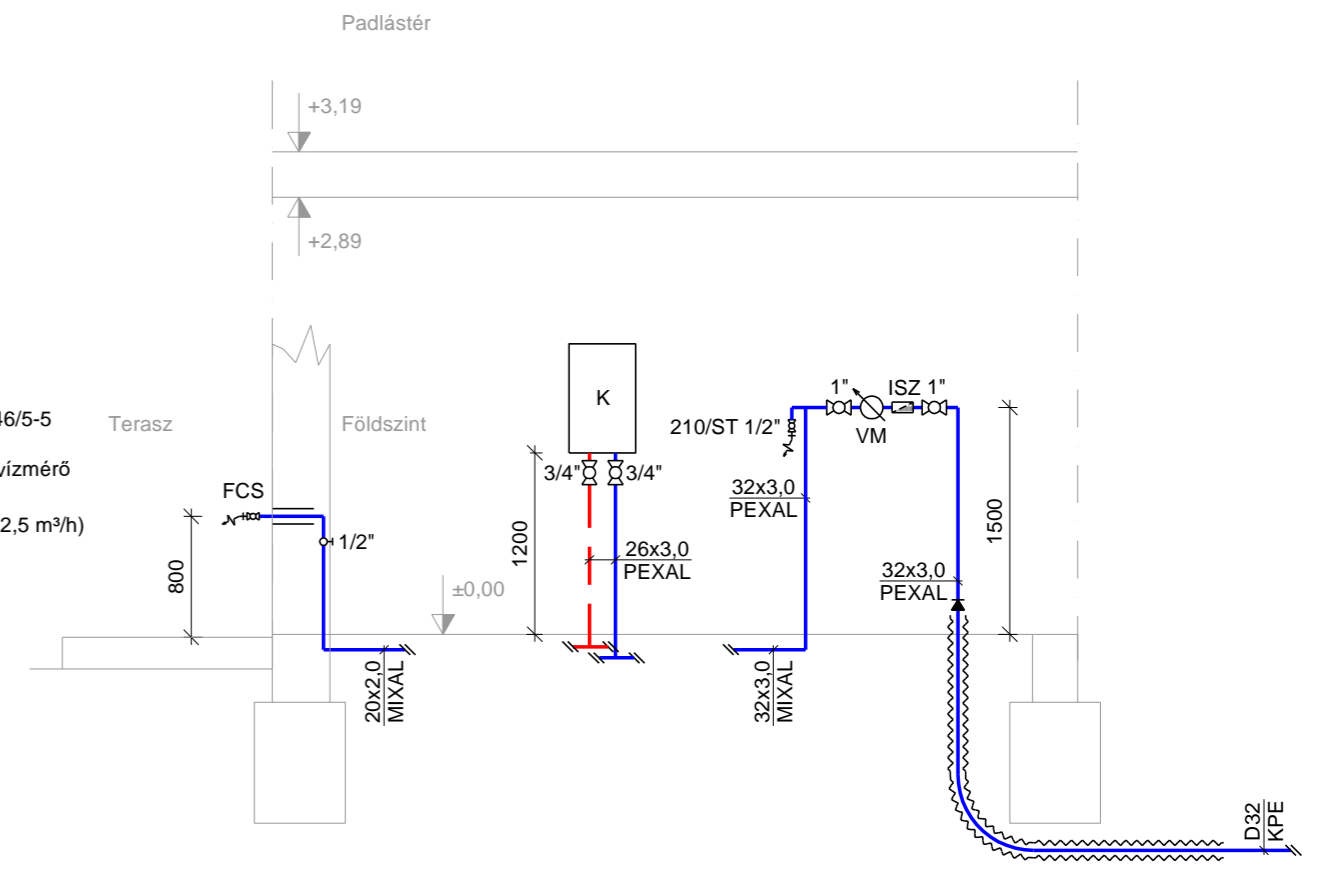 Padlástér
+3,19
+2,89
46/5-5
vízmérő
2,5 m³/h)
Terasz
Földszint
FCS
1/2"
800
20x2,0
MIXAL
±0,00
K
3/4"
3/4"
1200
26x3,0
PEXAL
210/ST 1/2"
1"
ISZ 1"
VM
32x3,0
PEXAL
32x3,0
PEXAL
1500
32x3,0
MIXAL
D32
KPE